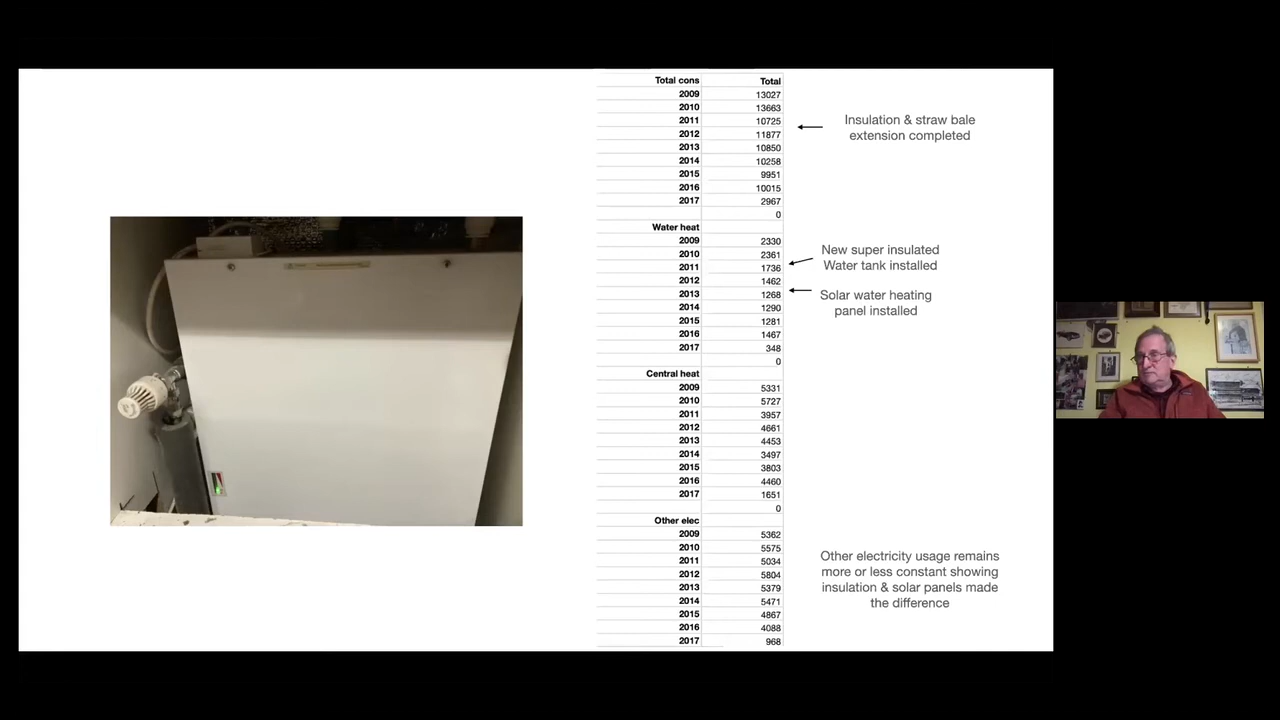 Total cons Total
2009 13027
2010 13663
2011 10725
2012 11877
2013 10850
2014 10258
2015 9951
2016 10015
2017 2967
0
Water heat
2009 2330
2010 2361
2011 1736
2012 1462
2013 1268
2014 1290
2015 1281
2016 1467
2017 348
0
Central heat
2009 5331
2010 5727
2011 3957
2012 4661
2013 4453
2014 3497
2015 3803
2016 4460
2017 1651
0
Other elec
2009 5362
2010 5575
2011 5034
2012 5804
2013 5379
2014 5471
2015 4867
2016 4088
2017 968
Insulation & straw bale
extension completed
New super insulated
Water tank installed
Solar water heating
panel installed
Other electricity usage remains
more or less constant showing
insulation & solar panels made
the difference